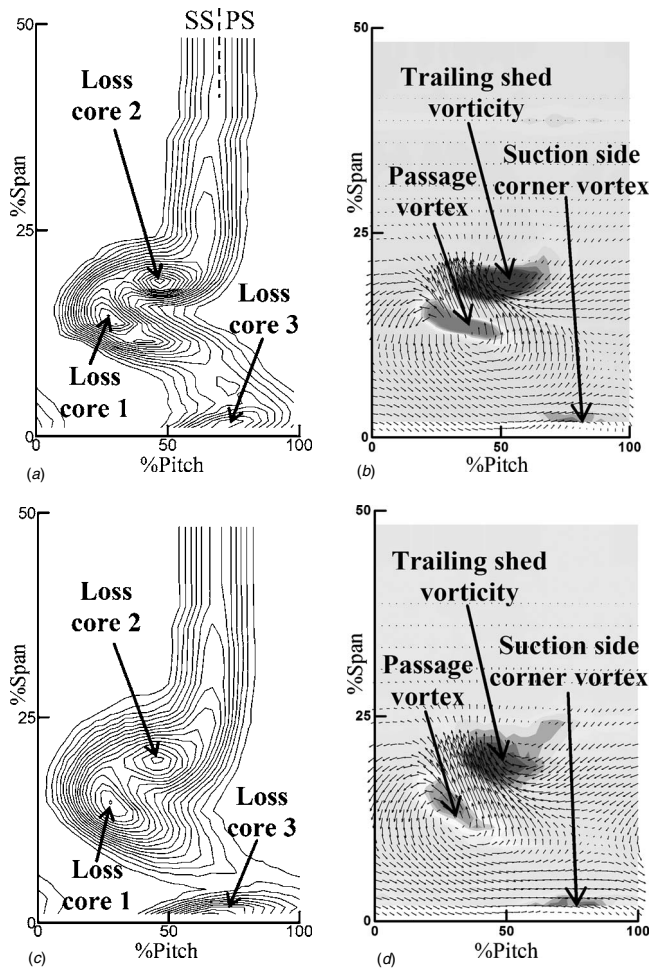 50
SS
PS
Loss
core 2
%Span
25
Loss
core 3
Loss
core 1
0
0
50
100
%Pitch
(a)
50
Trailing shed
vorticity
Suction side
corner vortex
Passage
vortex
%Span
25
0
0
50
100
%Pitch
(b)
50
Loss
core 2
%Span
25
Loss
core 3
Loss
core 1
0
0
50
100
%Pitch
(c)
50
Trailing shed
vorticity
Suction side
corner vortex
Passage
vortex
%Span
25
0
0
50
100
%Pitch
(d)